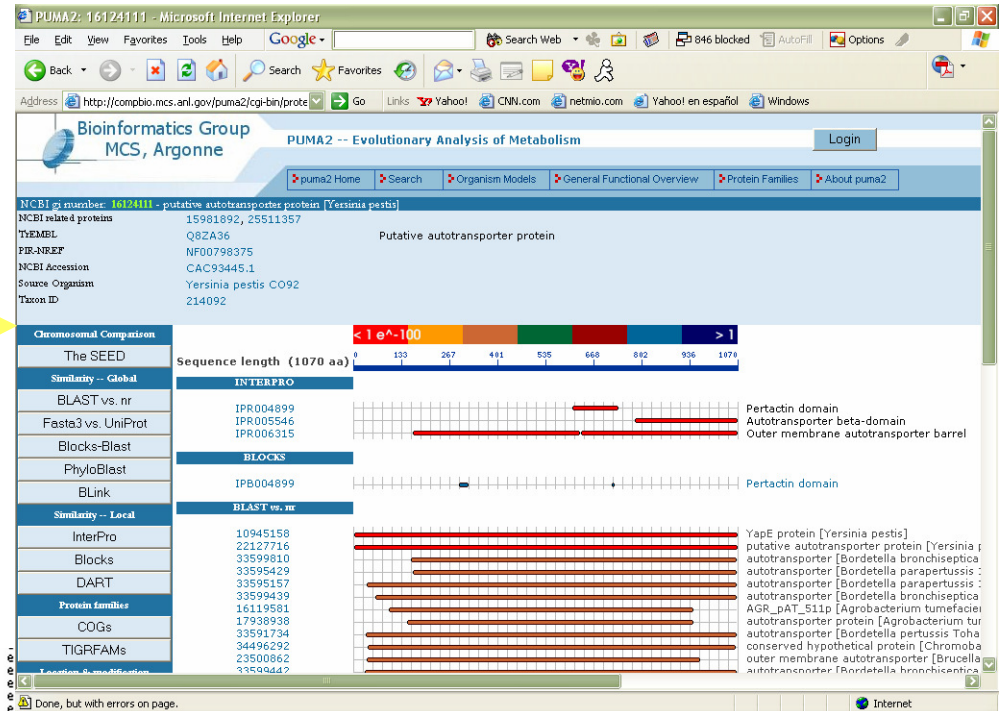 PUMA2: 16124111 - Microsoft Internet Explorer
File Edit View Favorites Tools Help Google Search Web 846 blocked AutoFill Options
Back Search Favorites
Address http://compbio.mcs.anl.gov/puma2/cgi-bin/prote Go Links Yahoo! CNN.com netmio.com Yahoo! en español Windows
Bioinformatics Group
MCS, Argonne
PUMA2 -- Evolutionary Analysis of Metabolism
Login
puma2 Home Search Organism Models General Functional Overview Protein Families About puma2
NCBI gi number: 16124111 - putative autotransporter protein [Yersinia pestis]
NCBI related proteins 15981892, 25511357
TrEMBL Q8ZA36 Putative autotransporter protein
PIR-NREF NF00798375
NCBI Accession CAC93445.1
Source Organism Yersinia pestis CO92
Taxon ID 214092
Chromosomal Comparison
The SEED
Similarity -- Global
BLAST vs. nr
Fasta3 vs. UniProt
Blocks-Blast
PhyloBlast
BLink
Similarity -- Local
InterPro
Blocks
DART
Protein families
COGs
TIGRFAMs
Location & modification
< 1 e^-100 > 1
Sequence length (1070 aa) 0 133 267 401 535 668 802 936 1070
INTERPRO
IPR004899 Pertactin domain
IPR005546 Autotransporter beta-domain
IPR006315 Outer membrane autotransporter barrel
BLOCKS
IPB004899 Pertactin domain
BLAST vs. nr
10945158 YapE protein [Yersinia pestis]
22127716 putative autotransporter protein [Yersinia p
33599810 autotransporter [Bordetella bronchiseptica
33595429 autotransporter [Bordetella parapertussis 1
33595157 autotransporter [Bordetella parapertussis 1
33599439 autotransporter [Bordetella bronchiseptica
16119581 AGR_pAT_511p [Agrobacterium tumefacien
17938938 autotransporter protein [Agrobacterium tu
33591734 autotransporter [Bordetella pertussis Toha
34496292 conserved hypothetical protein [Chromoba
23500862 outer membrane autotransporter [Brucella
33599442 autotransporter [Bordetella bronchiseptica
Done, but with errors on page. Internet